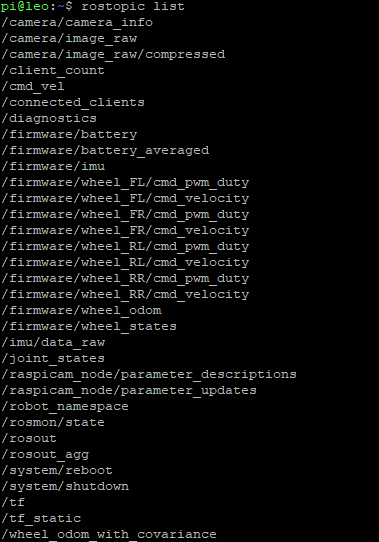 pi@leo:~$ rostopic list
/camera/camera_info
/camera/image_raw
/camera/image_raw/compressed
/client_count
/cmd_vel
/connected_clients
/diagnostics
/firmware/battery
/firmware/battery_averaged
/firmware/imu
/firmware/wheel_FL/cmd_pwm_duty
/firmware/wheel_FL/cmd_velocity
/firmware/wheel_FR/cmd_pwm_duty
/firmware/wheel_FR/cmd_velocity
/firmware/wheel_RL/cmd_pwm_duty
/firmware/wheel_RL/cmd_velocity
/firmware/wheel_RR/cmd_pwm_duty
/firmware/wheel_RR/cmd_velocity
/firmware/wheel_odom
/firmware/wheel_states
/imu/data_raw
/joint_states
/raspicam_node/parameter_descriptions
/raspicam_node/parameter_updates
/robot_namespace
/rosmon/state
/rosout
/rosout_agg
/system/reboot
/system/shutdown
/tf
/tf_static
/wheel_odom_with_covariance